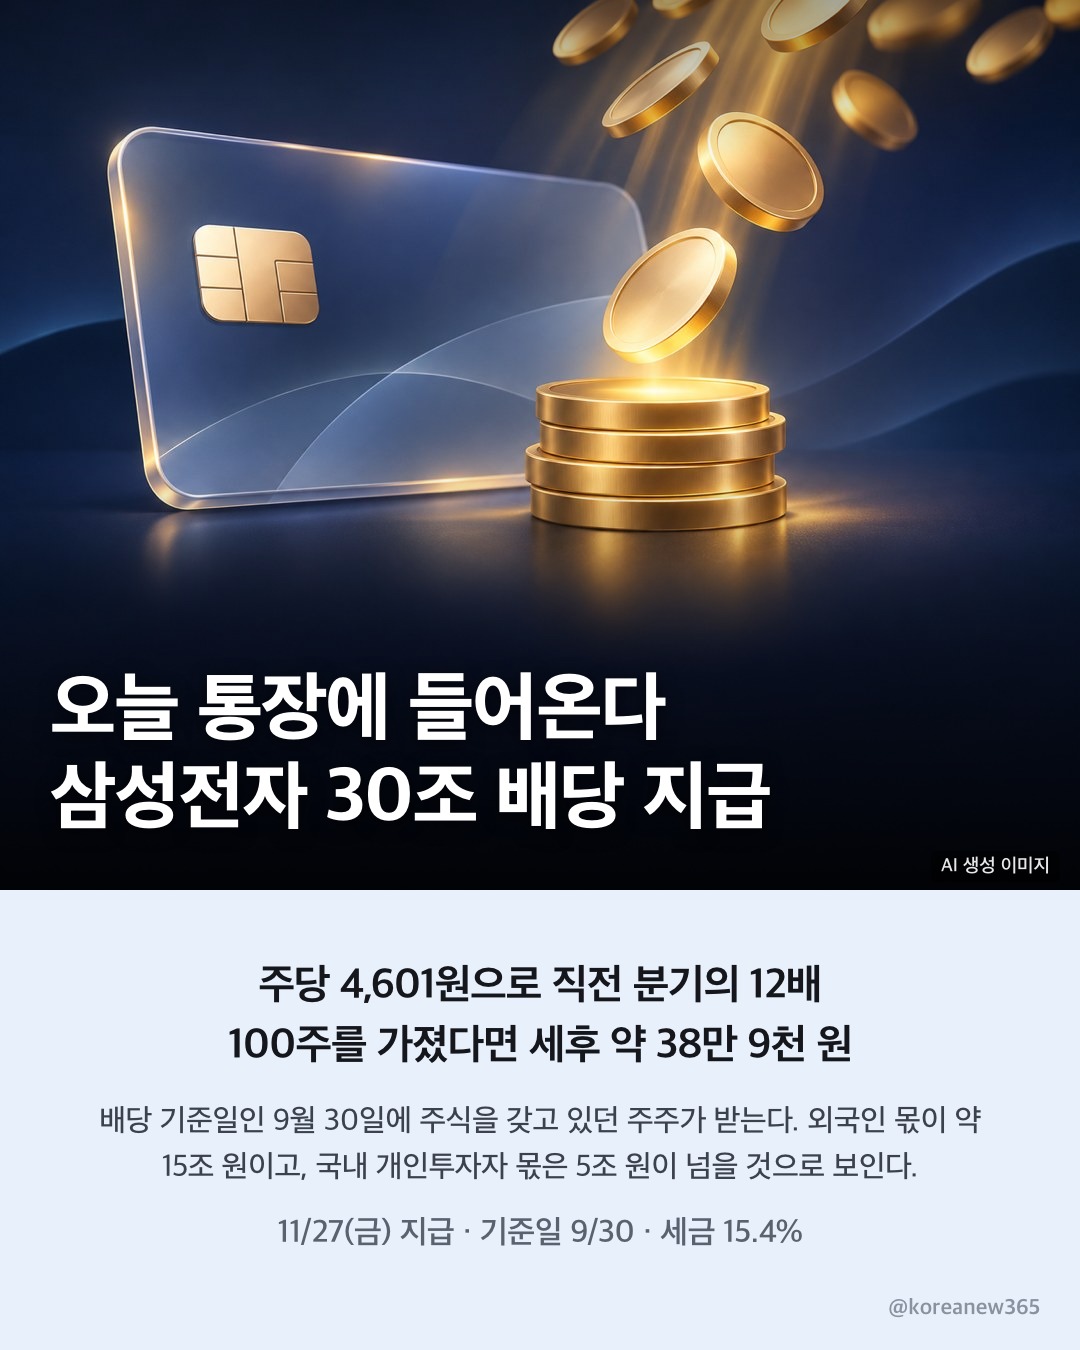 오늘 통장에 들어온다
삼성전자 30조 배당 지급
AI 생성 이미지
주당 4,601원으로 직전 분기의 12배
100주를 가졌다면 세후 약 38만 9천 원
배당 기준일인 9월 30일에 주식을 갖고 있던 주주가 받는다. 외국인 몫이 약
15조 원이고, 국내 개인투자자 몫은 5조 원이 넘을 것으로 보인다.
11/27(금) 지급 · 기준일 9/30 · 세금 15.4%
@koreanew365